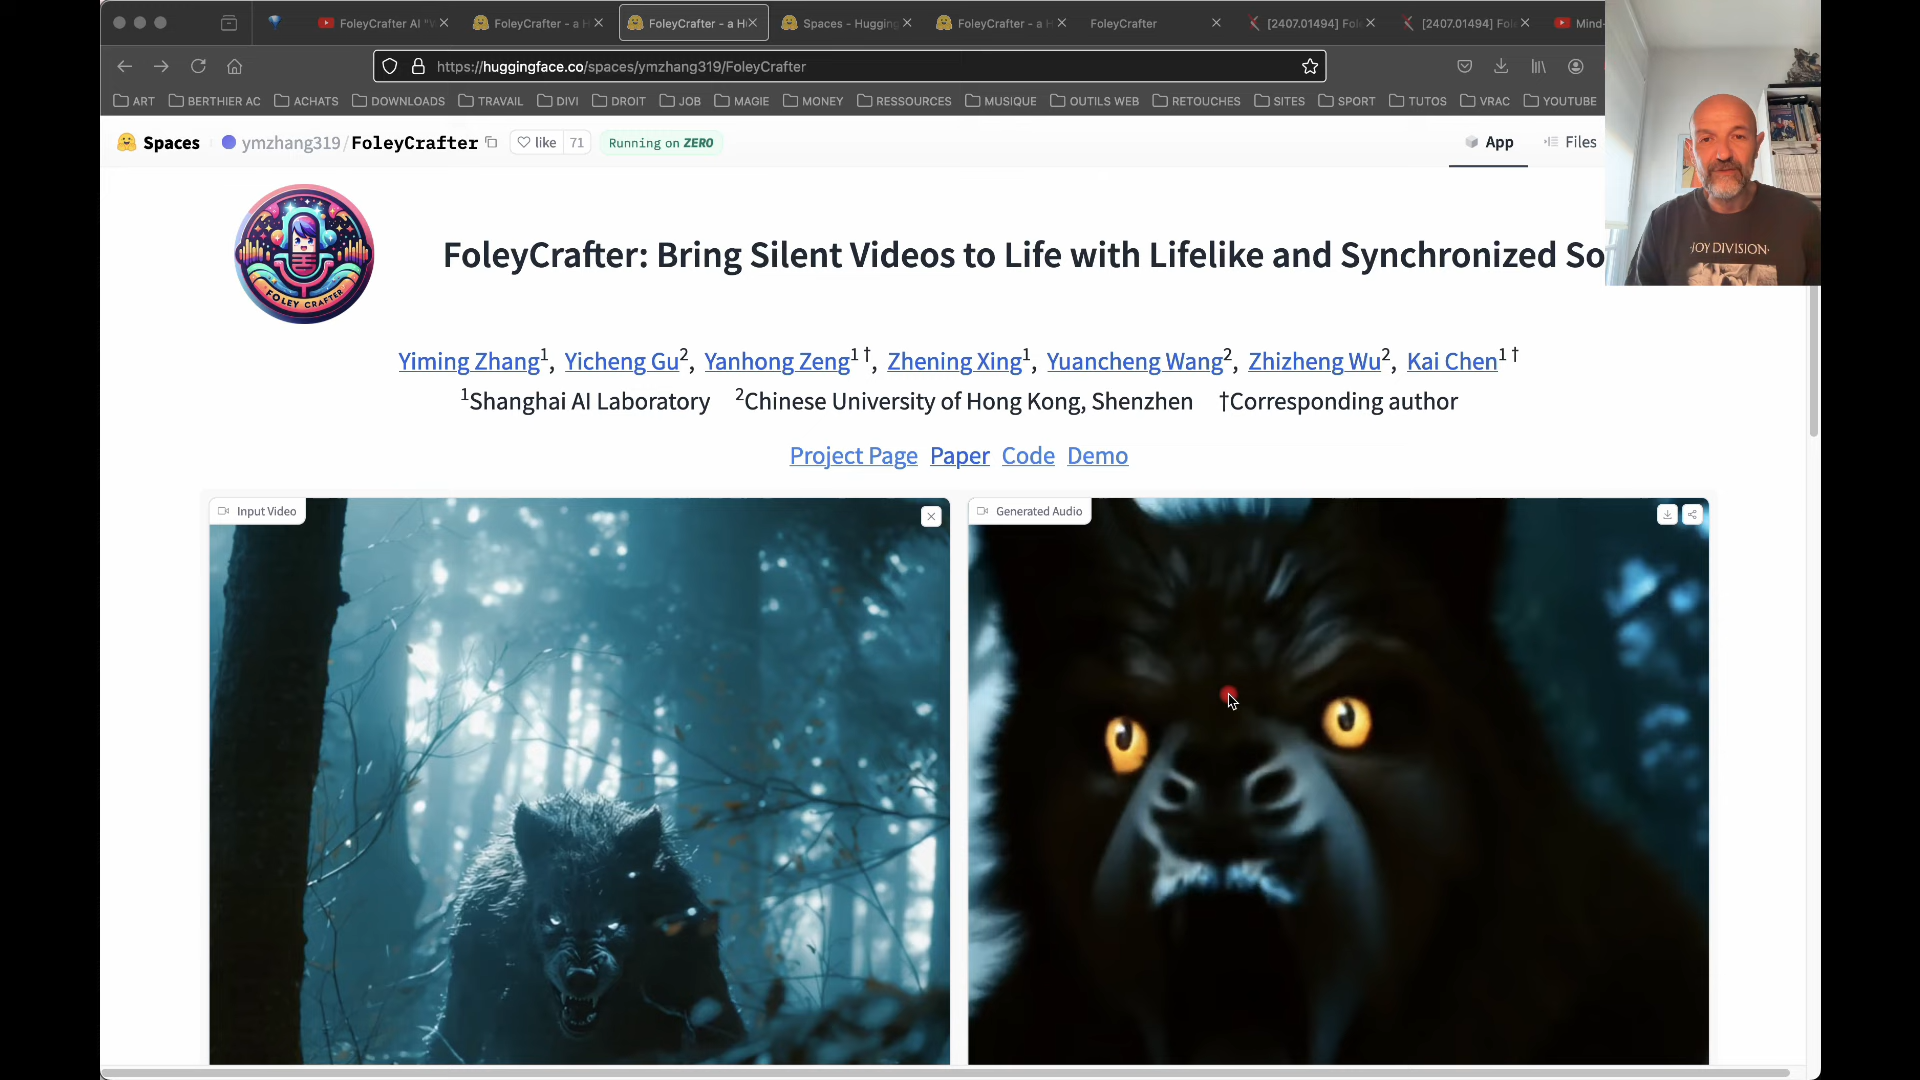 FoleyCrafter AI "V
FoleyCrafter - a H
FoleyCrafter - a H
Spaces - Hugging
FoleyCrafter - a H
FoleyCrafter
[2407.01494] Fol
[2407.01494] Fol
Mind-
https://huggingface.co/spaces/ymzhang319/FoleyCrafter
ART BERTHIER AC ACHATS DOWNLOADS TRAVAIL DIVI DROIT JOB MAGIE MONEY RESSOURCES MUSIQUE OUTILS WEB RETOUCHES SITES SPORT TUTOS VRAC YOUTUBE
Spaces ymzhang319/FoleyCrafter like 71 Running on ZERO App Files
FOLEY CRAFTER
FoleyCrafter: Bring Silent Videos to Life with Lifelike and Synchronized So
JOY DIVISION
Yiming Zhang1, Yicheng Gu2, Yanhong Zeng1†, Zhening Xing1, Yuancheng Wang2, Zhizheng Wu2, Kai Chen1†
1Shanghai AI Laboratory 2Chinese University of Hong Kong, Shenzhen †Corresponding author
Project Page Paper Code Demo
Input Video
Generated Audio